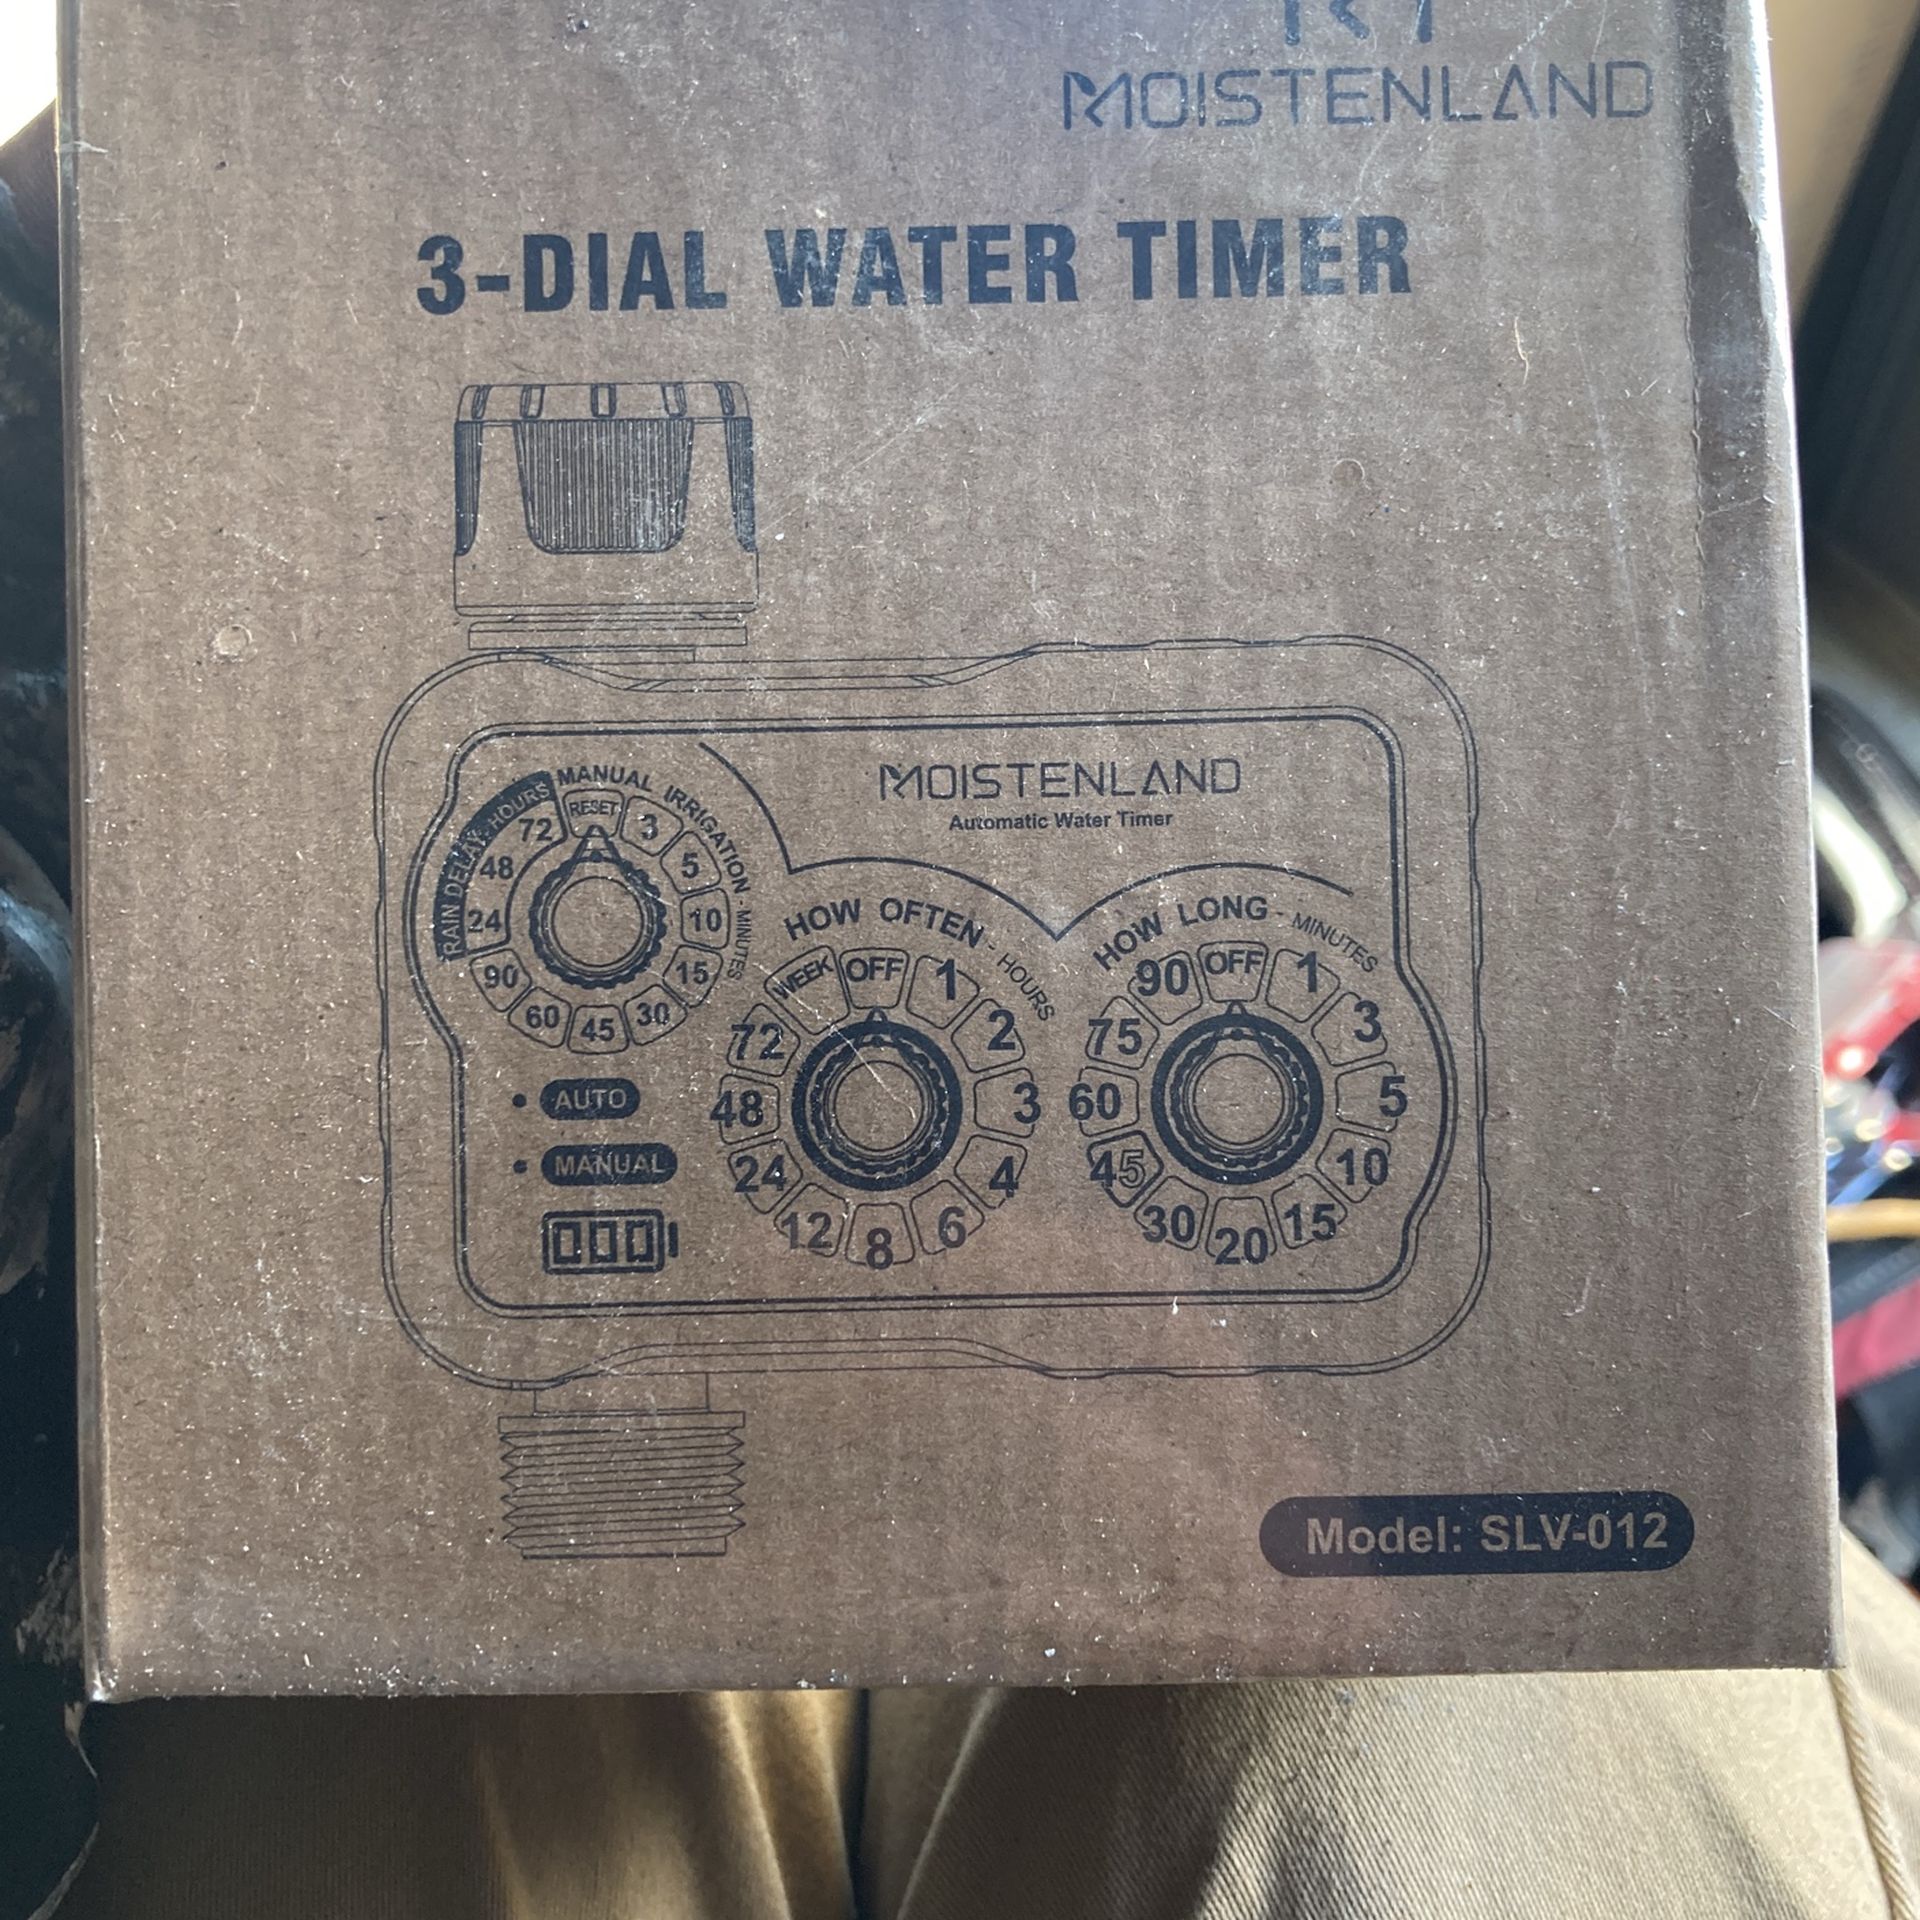 MOISTENLAND
3-DIAL WATER TIMER
MOISTENLAND
Automatic Water Timer
MANUAL IRRIGATION - MINUTES
RAIN DELAY - HOURS
RESET 3 5 10 15 30 45 60 90 24 48 72
HOW OFTEN - HOURS
OFF 1 2 3 4 6 8 12 24 48 72 WEEK
HOW LONG - MINUTES
OFF 1 3 5 10 15 20 30 45 60 75 90
AUTO
MANUAL
Model: SLV-012